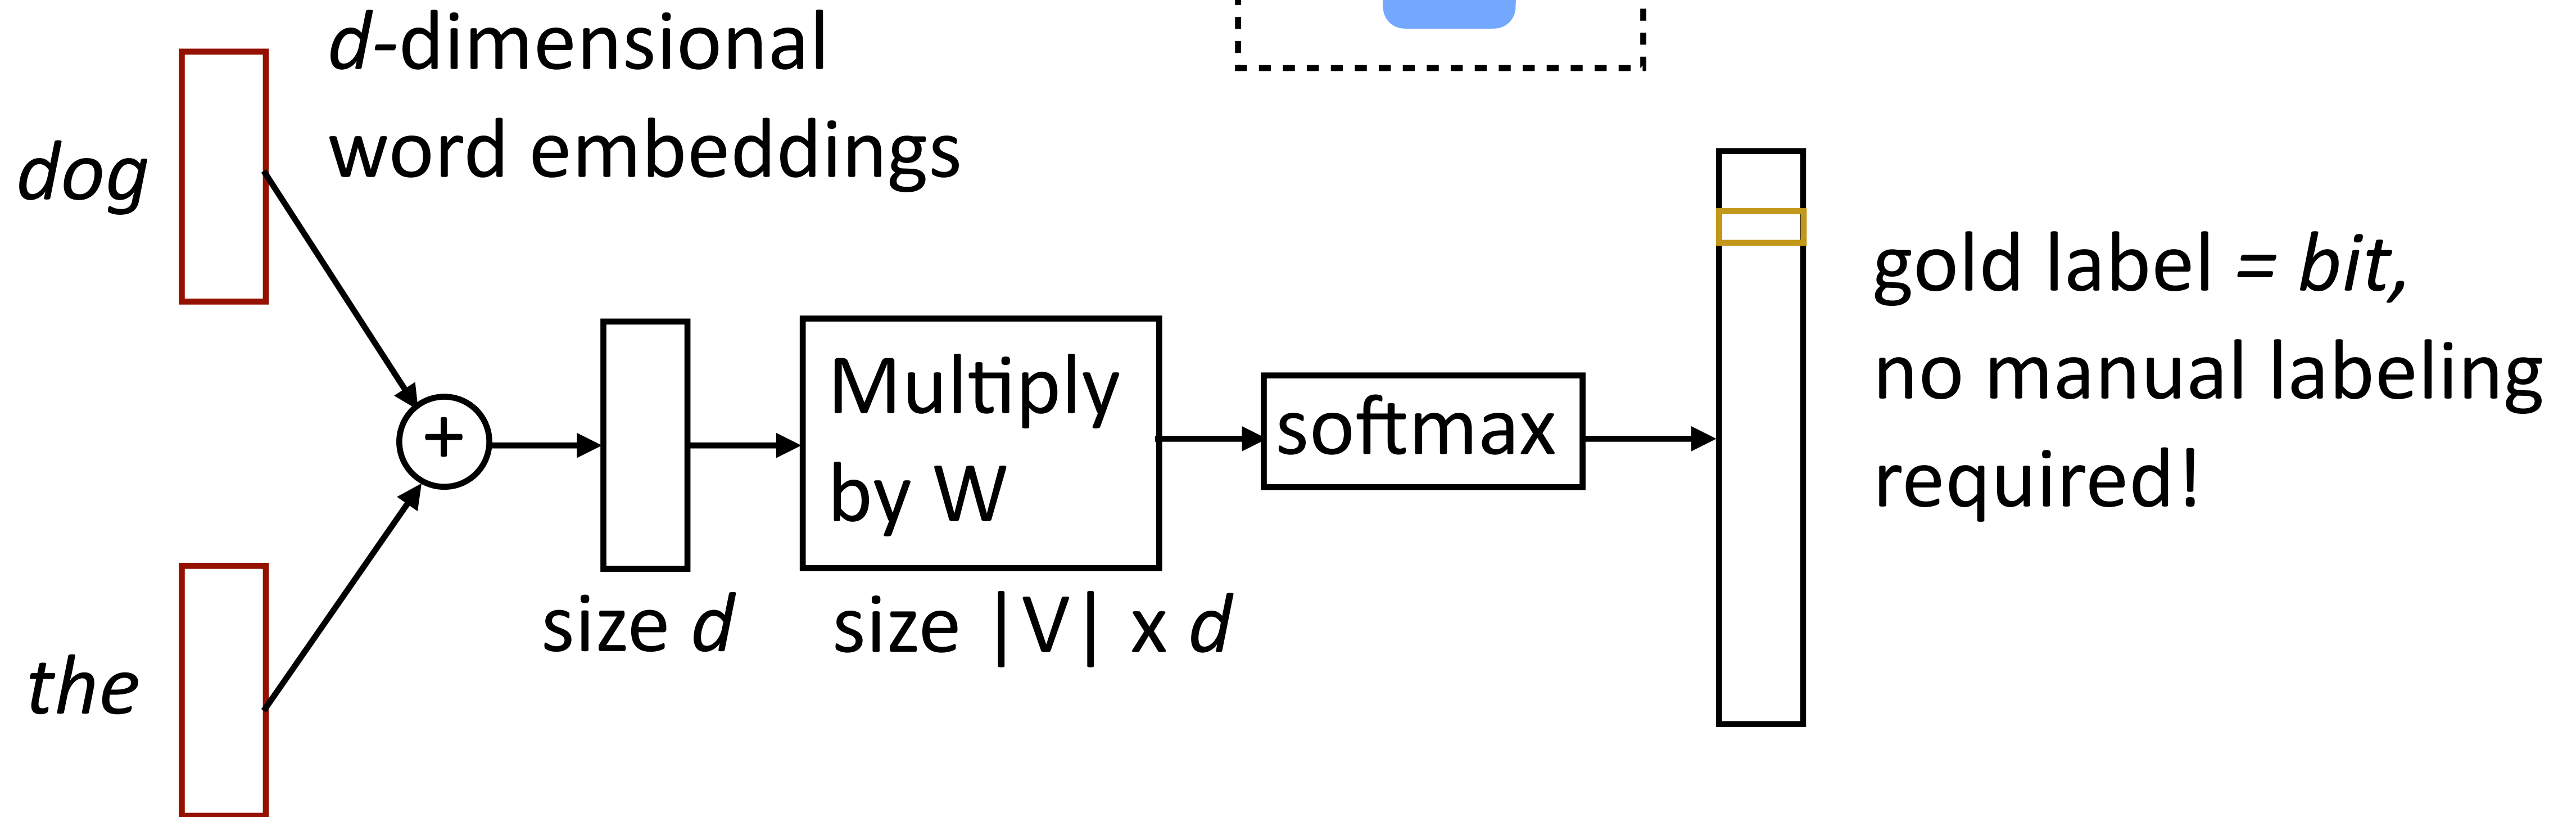 d-dimensional
word embeddings
dog
the
+
size d
Multiply
by W
size |V| x d
softmax
gold label = bit,
no manual labeling
required!